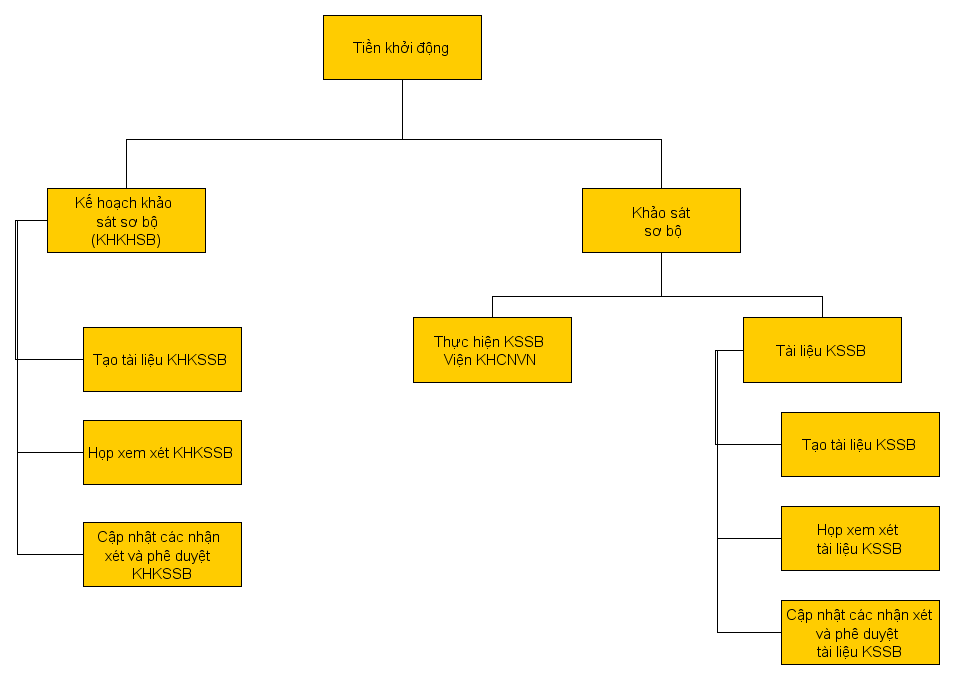 Tiền khởi động
Kế hoạch khảo
sát sơ bộ
(KHKHSB)
Khảo sát
sơ bộ
Tạo tài liệu KHKSSB
Họp xem xét KHKSSB
Cập nhật các nhận
xét và phê duyệt
KHKSSB
Thực hiện KSSB
Viện KHCNVN
Tài liệu KSSB
Tạo tài liệu KSSB
Họp xem xét
tài liệu KSSB
Cập nhật các nhận xét
và phê duyệt
tài liệu KSSB